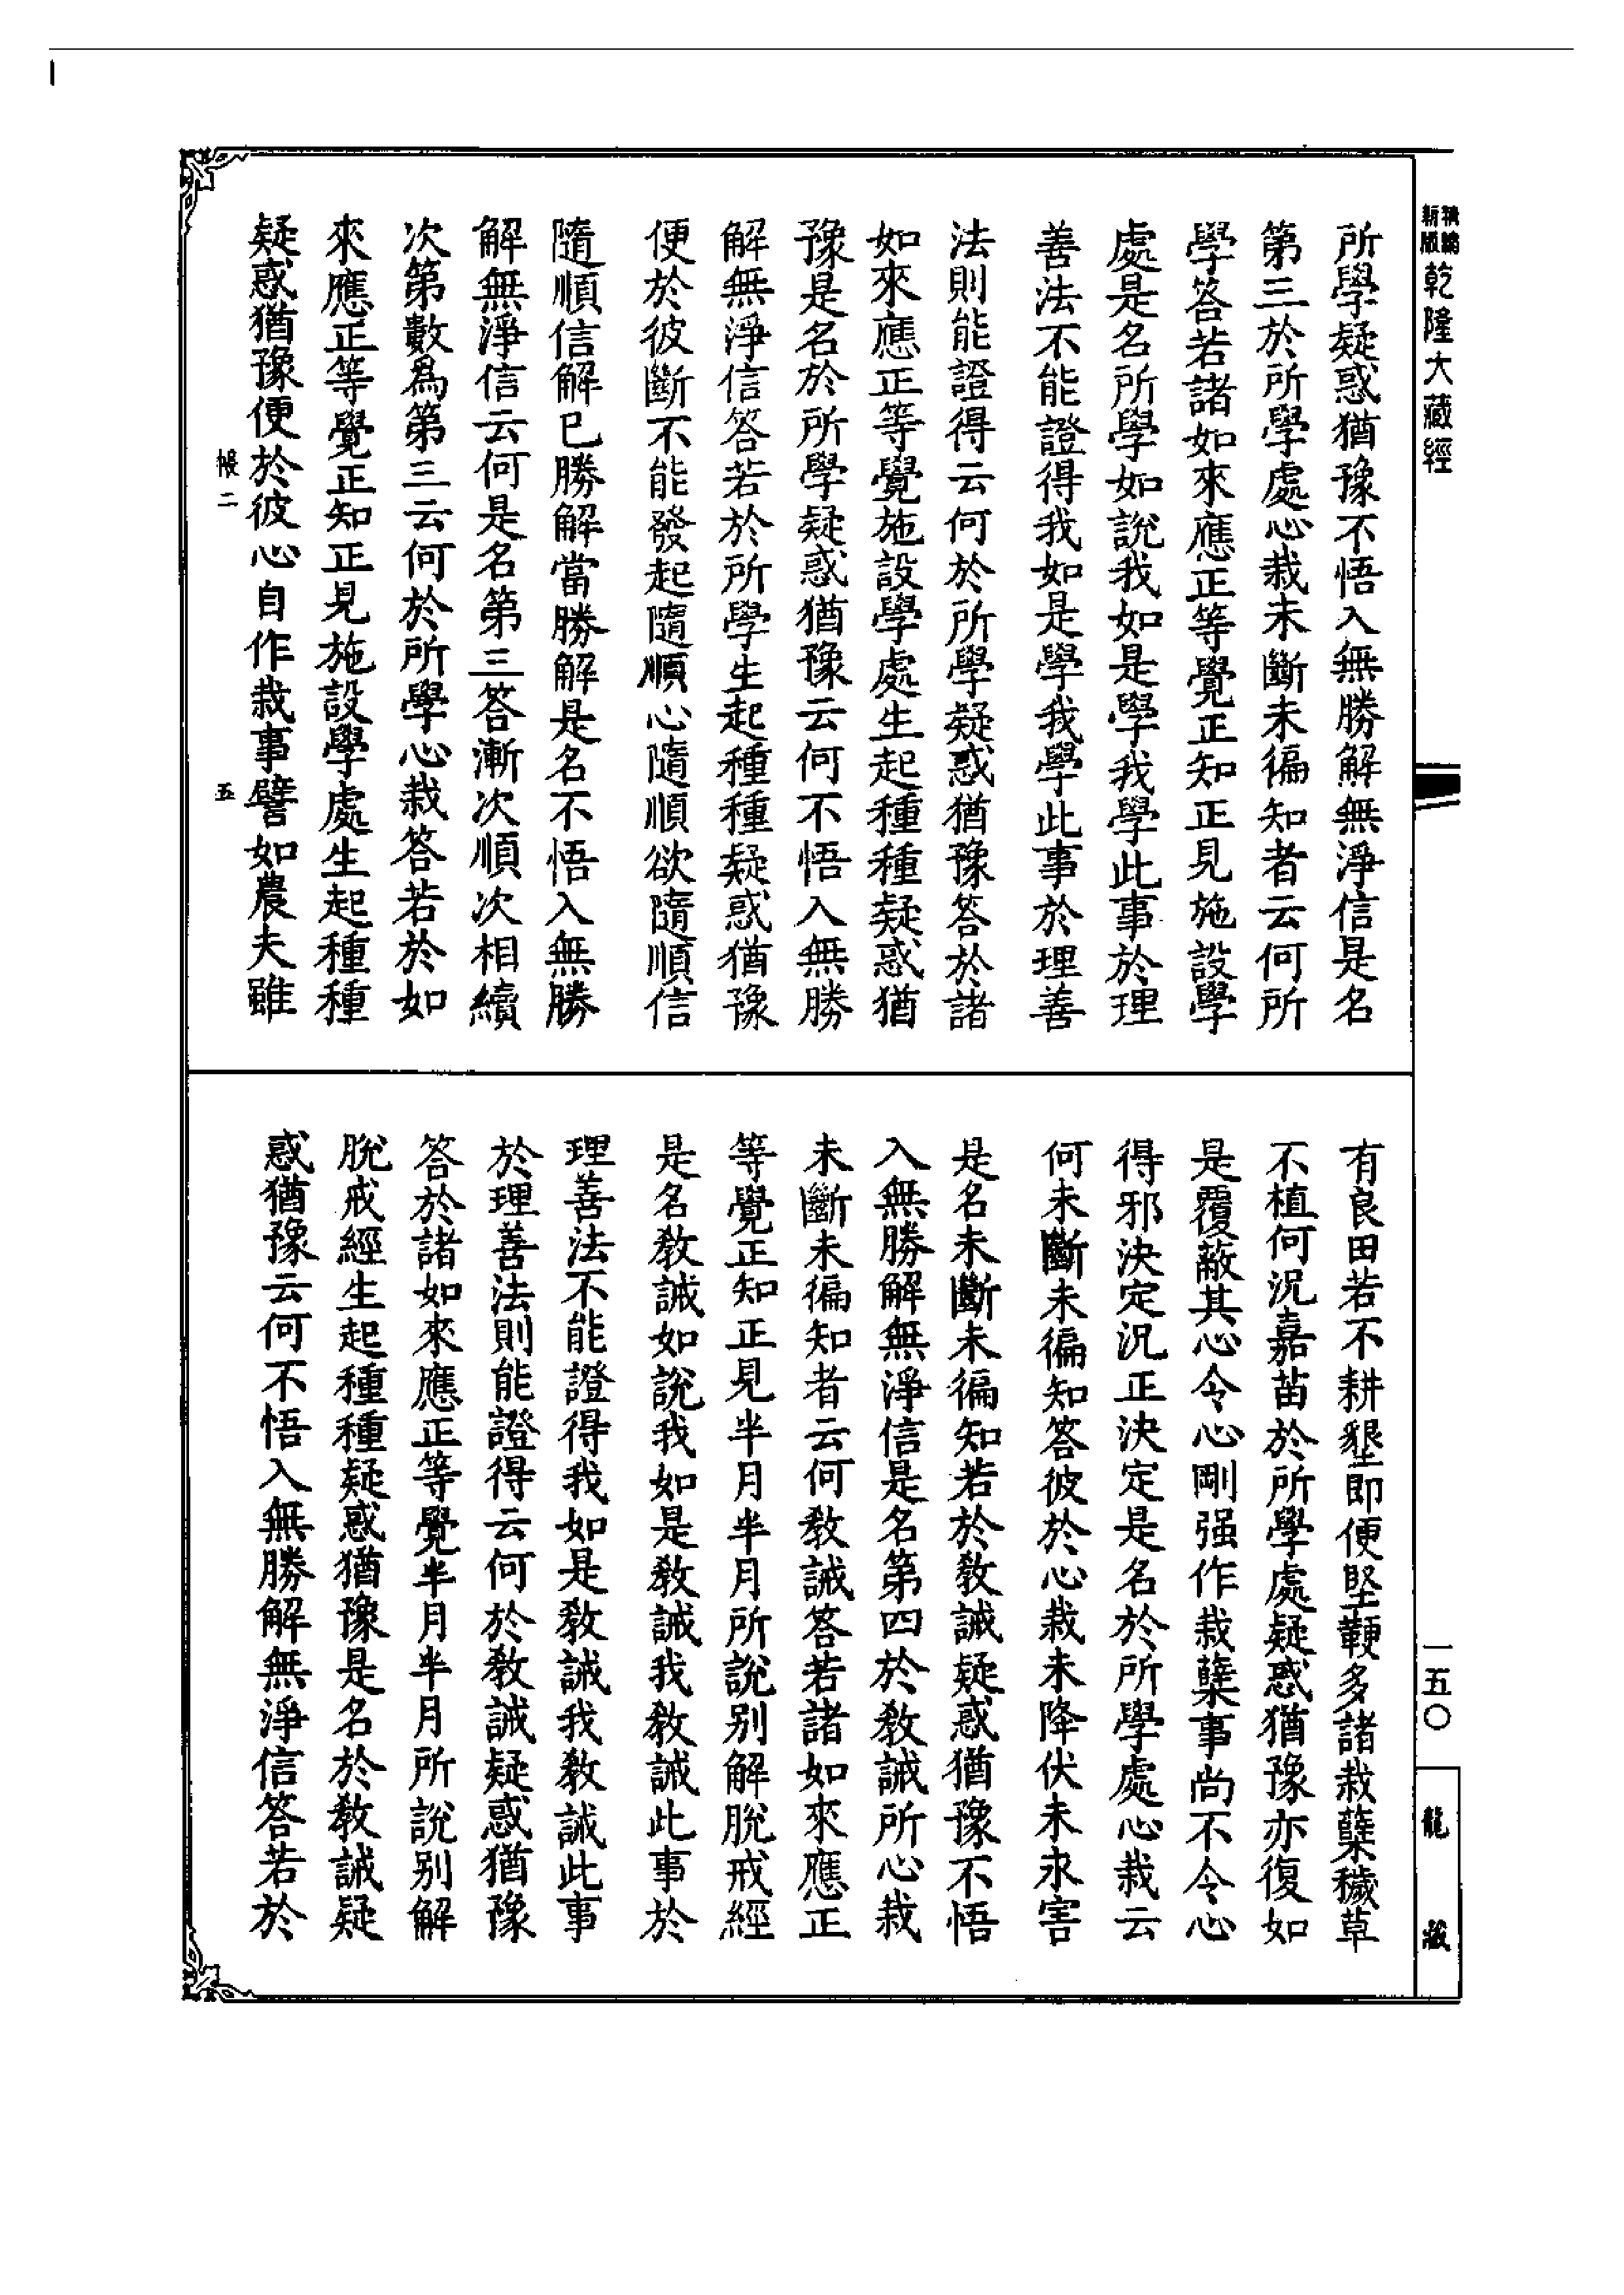 新版
精編
乾隆大藏經
一五〇
龍藏
所學疑惑猶豫不悟入無勝解無淨信是名
第三於所學處心栽未斷未徧知者云何所
學答若諸如來應正等覺正知正見施設學
處是名所學如說我如是學我學此事於理
善法不能證得我如是學我學此事於理善
法則能證得云何於所學疑惑猶豫答於諸
如來應正等覺施設學處生起種種疑惑猶
豫是名於所學疑惑猶豫云何不悟入無勝
解無淨信答若於所學生起種種疑惑猶豫
便於彼斷不能發起隨順心隨順欲隨順信
隨順信解已勝解當勝解是名不悟入無勝
解無淨信云何是名第三答漸次順次相續
次第數為第三云何於所學心栽答若於如
來應正等覺正知正見施設學處生起種種
疑惑猶豫便於彼心自作栽事譬如農夫雖
帳二
五
有良田若不耕墾即便堅鞕多諸栽蘖穢草
不植何況嘉苗於所學處疑惑猶豫亦復如
是覆蔽其心令心剛强作栽蘖事尚不令心
得邪決定況正決定是名於所學處心栽云
何未斷未徧知答彼於心栽未降伏未永害
是名未斷未徧知若於教誡疑惑猶豫不悟
入無勝解無淨信是名第四於教誡所心栽
未斷未徧知者云何教誡答若諸如來應正
等覺正知正見半月半月所說别解脫戒經
是名教誡如說我如是教誡我教誡此事於
理善法不能證得我如是教誡我教誡此事
於理善法則能證得云何於教誡疑惑猶豫
答於諸如來應正等覺半月半月所說别解
脫戒經生起種種疑惑猶豫是名於教誡疑
惑猶豫云何不悟入無勝解無淨信答若於